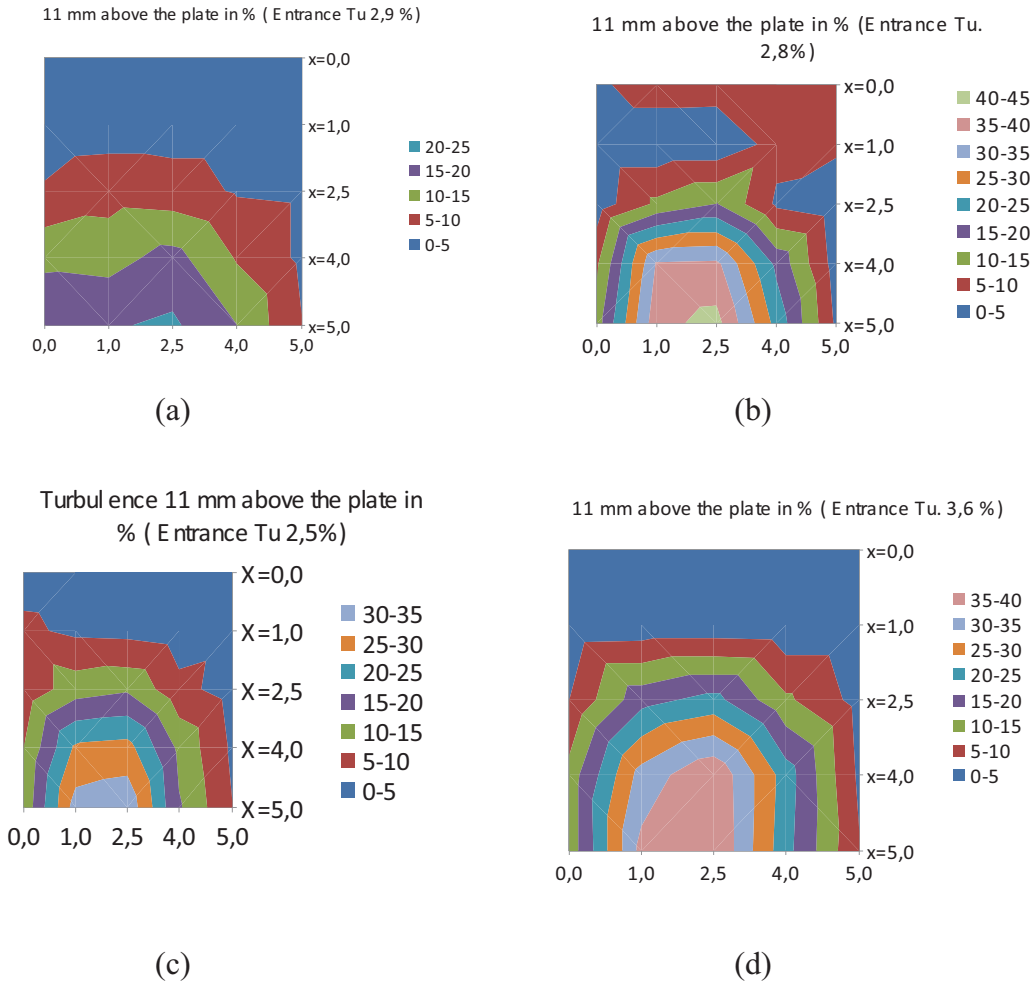 11 mm above the plate in % ( Entrance Tu 2,9 %)
x=0,0
x=1,0
x=2,5
x=4,0
x=5,0
0,0 1,0 2,5 4,0 5,0
20-25
15-20
10-15
5-10
0-5
(a)
11 mm above the plate in % (Entrance Tu.
2,8%)
x=0,0
x=1,0
x=2,5
x=4,0
x=5,0
0,0 1,0 2,5 4,0 5,0
40-45
35-40
30-35
25-30
20-25
15-20
10-15
5-10
0-5
(b)
Turbulence 11 mm above the plate in
% ( Entrance Tu 2,5%)
X=0,0
X=1,0
X=2,5
X=4,0
X=5,0
0,0 1,0 2,5 4,0 5,0
30-35
25-30
20-25
15-20
10-15
5-10
0-5
(c)
11 mm above the plate in % ( Entrance Tu. 3,6 %)
x=0,0
x=1,0
x=2,5
x=4,0
x=5,0
0,0 1,0 2,5 4,0 5,0
35-40
30-35
25-30
20-25
15-20
10-15
5-10
0-5
(d)